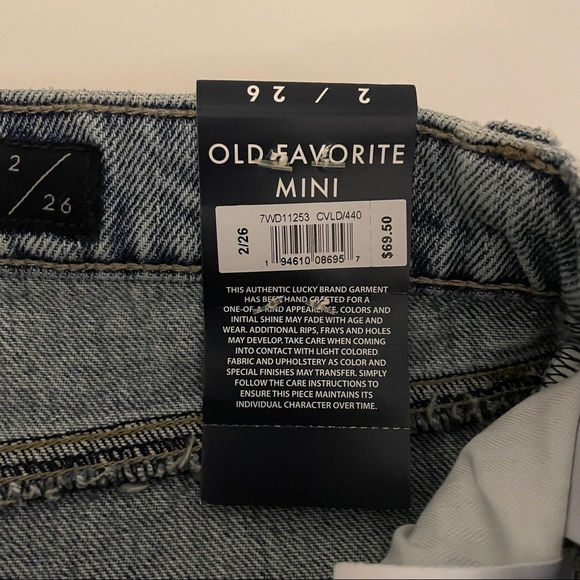 2 / 26
OLD FAVORITE
MINI
7WD11253 CVLD/440
2/26
1 94610 08695 7
$69.50
THIS AUTHENTIC LUCKY BRAND GARMENT
HAS BEEN HAND CRAFTED FOR A
ONE-OF-A-KIND APPEARENCE, COLORS AND
INITIAL SHINE MAY FADE WITH AGE AND
WEAR. ADDITIONAL RIPS, FRAYS AND HOLES
MAY DEVELOP. TAKE CARE WHEN COMING
INTO CONTACT WITH LIGHT COLORED
FABRIC AND UPHOLSTERY AS COLOR AND
SPECIAL FINISHES MAY TRANSFER. SIMPLY
FOLLOW THE CARE INSTRUCTIONS TO
ENSURE THIS PIECE MAINTAINS ITS
INDIVIDUAL CHARACTER OVER TIME.
2 / 26